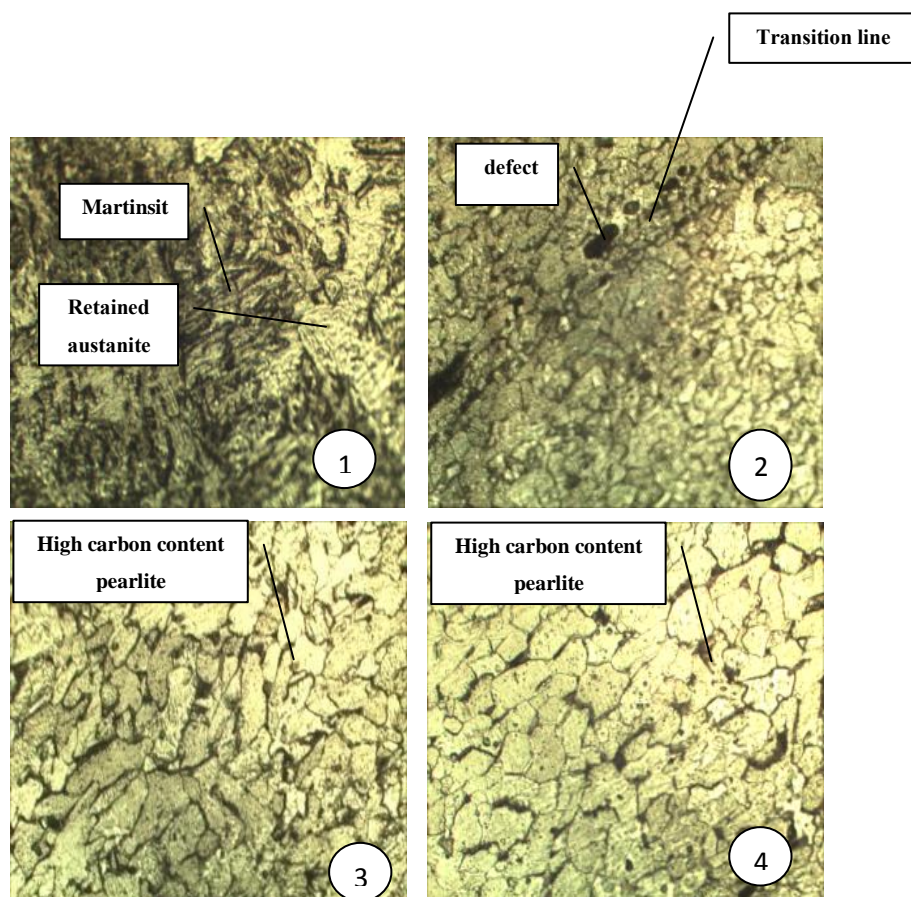 Transition line
defect
Martinsit
Retained
austanite
1
2
High carbon content
pearlite
High carbon content
pearlite
3
4